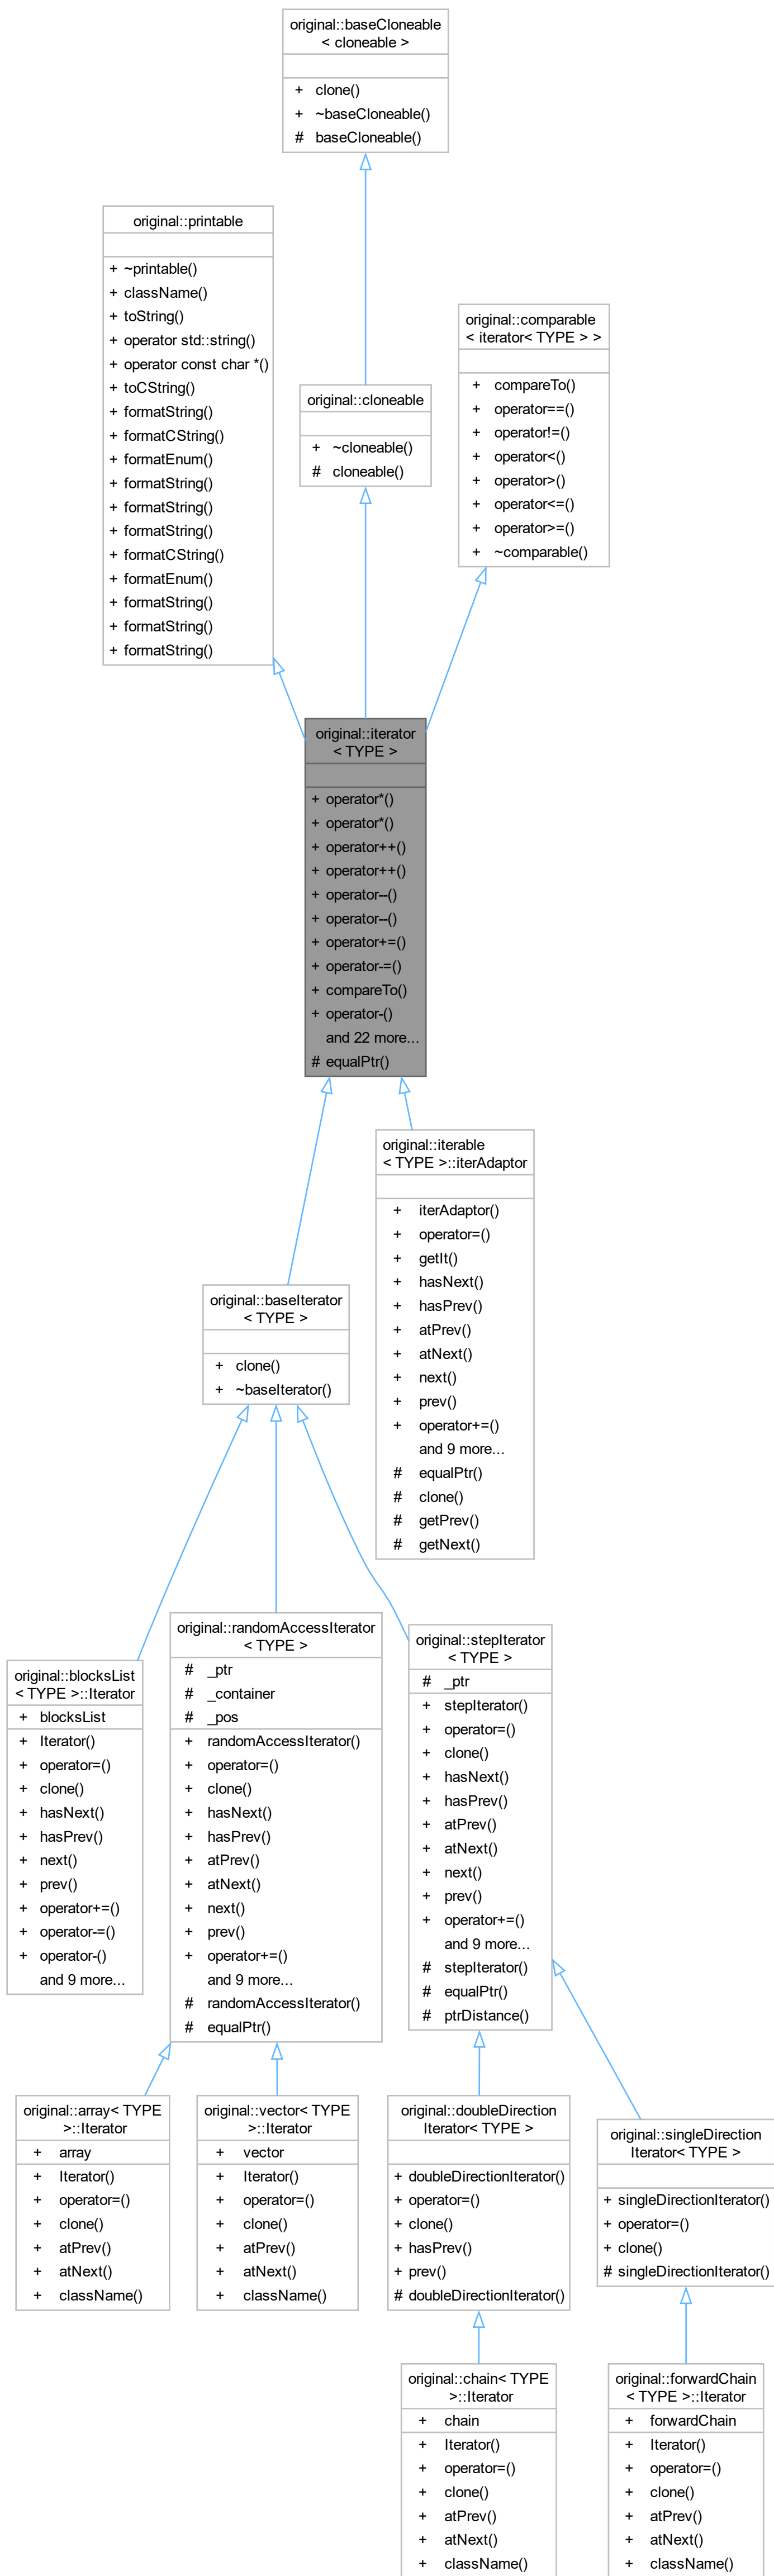 original::baseCloneable
< cloneable >
+ clone()
+ ~baseCloneable()
# baseCloneable()
original::printable
+ ~printable()
+ className()
+ toString()
+ operator std::string()
+ operator const char *()
+ toCString()
+ formatString()
+ formatCString()
+ formatEnum()
+ formatString()
+ formatString()
+ formatString()
+ formatCString()
+ formatEnum()
+ formatString()
+ formatString()
+ formatString()
original::cloneable
+ ~cloneable()
# cloneable()
original::comparable
< iterator< TYPE > >
+ compareTo()
+ operator==()
+ operator!=()
+ operator<()
+ operator>()
+ operator<=()
+ operator>=()
+ ~comparable()
original::iterator
< TYPE >
+ operator*()
+ operator*()
+ operator++()
+ operator++()
+ operator--()
+ operator--()
+ operator+=()
+ operator-=()
+ compareTo()
+ operator-()
and 22 more...
# equalPtr()
original::iterable
< TYPE >::iterAdaptor
+ iterAdaptor()
+ operator=()
+ getIt()
+ hasNext()
+ hasPrev()
+ atPrev()
+ atNext()
+ next()
+ prev()
+ operator+=()
and 9 more...
# equalPtr()
# clone()
# getPrev()
# getNext()
original::baseIterator
< TYPE >
+ clone()
+ ~baseIterator()
original::blocksList
< TYPE >::Iterator
+ blocksList
+ Iterator()
+ operator=()
+ clone()
+ hasNext()
+ hasPrev()
+ next()
+ prev()
+ operator+=()
+ operator-=()
+ operator-()
and 9 more...
original::randomAccessIterator
< TYPE >
# _ptr
# _container
# _pos
+ randomAccessIterator()
+ operator=()
+ clone()
+ hasNext()
+ hasPrev()
+ atPrev()
+ atNext()
+ next()
+ prev()
+ operator+=()
and 9 more...
# randomAccessIterator()
# equalPtr()
original::stepIterator
< TYPE >
# _ptr
+ stepIterator()
+ operator=()
+ clone()
+ hasNext()
+ hasPrev()
+ atPrev()
+ atNext()
+ next()
+ prev()
+ operator+=()
and 9 more...
# stepIterator()
# equalPtr()
# ptrDistance()
original::array< TYPE
>::Iterator
+ array
+ Iterator()
+ operator=()
+ clone()
+ atPrev()
+ atNext()
+ className()
original::vector< TYPE
>::Iterator
+ vector
+ Iterator()
+ operator=()
+ clone()
+ atPrev()
+ atNext()
+ className()
original::doubleDirection
Iterator< TYPE >
+ doubleDirectionIterator()
+ operator=()
+ clone()
+ hasPrev()
+ prev()
# doubleDirectionIterator()
original::singleDirection
Iterator< TYPE >
+ singleDirectionIterator()
+ operator=()
+ clone()
# singleDirectionIterator()
original::chain< TYPE
>::Iterator
+ chain
+ Iterator()
+ operator=()
+ clone()
+ atPrev()
+ atNext()
+ className()
original::forwardChain
< TYPE >::Iterator
+ forwardChain
+ Iterator()
+ operator=()
+ clone()
+ atPrev()
+ atNext()
+ className()